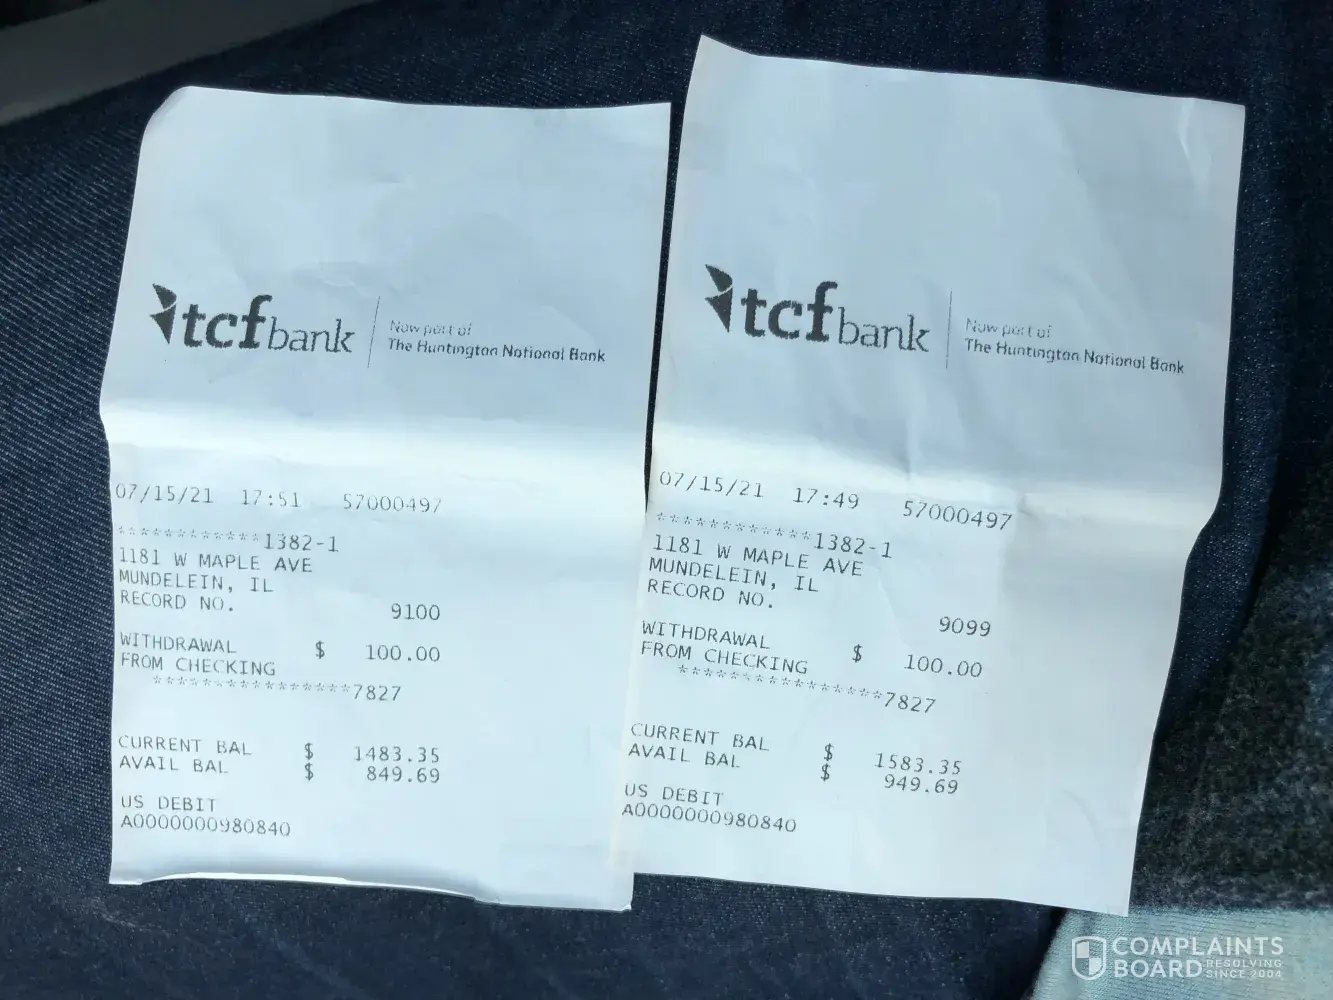 tcf bank
Now part of
The Huntington National Bank
07/15/21 17:51 57000497
************1382-1
1181 W MAPLE AVE
MUNDELEIN, IL
RECORD NO. 9100
WITHDRAWAL $ 100.00
FROM CHECKING
****************7827
CURRENT BAL $ 1483.35
AVAIL BAL $ 849.69
US DEBIT
A0000000980840
tcf bank
Now part of
The Huntington National Bank
07/15/21 17:49 57000497
************1382-1
1181 W MAPLE AVE
MUNDELEIN, IL
RECORD NO. 9099
WITHDRAWAL $ 100.00
FROM CHECKING
****************7827
CURRENT BAL $ 1583.35
AVAIL BAL $ 949.69
US DEBIT
A0000000980840
COMPLAINTS
BOARD RESOLVING
SINCE 2004